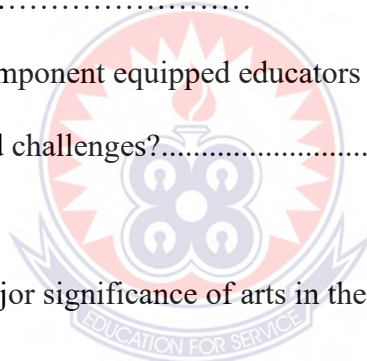 ……………………………
mponent equipped educators
d challenges?..........................
jor significance of arts in the
EDUCATION FOR SERVICE